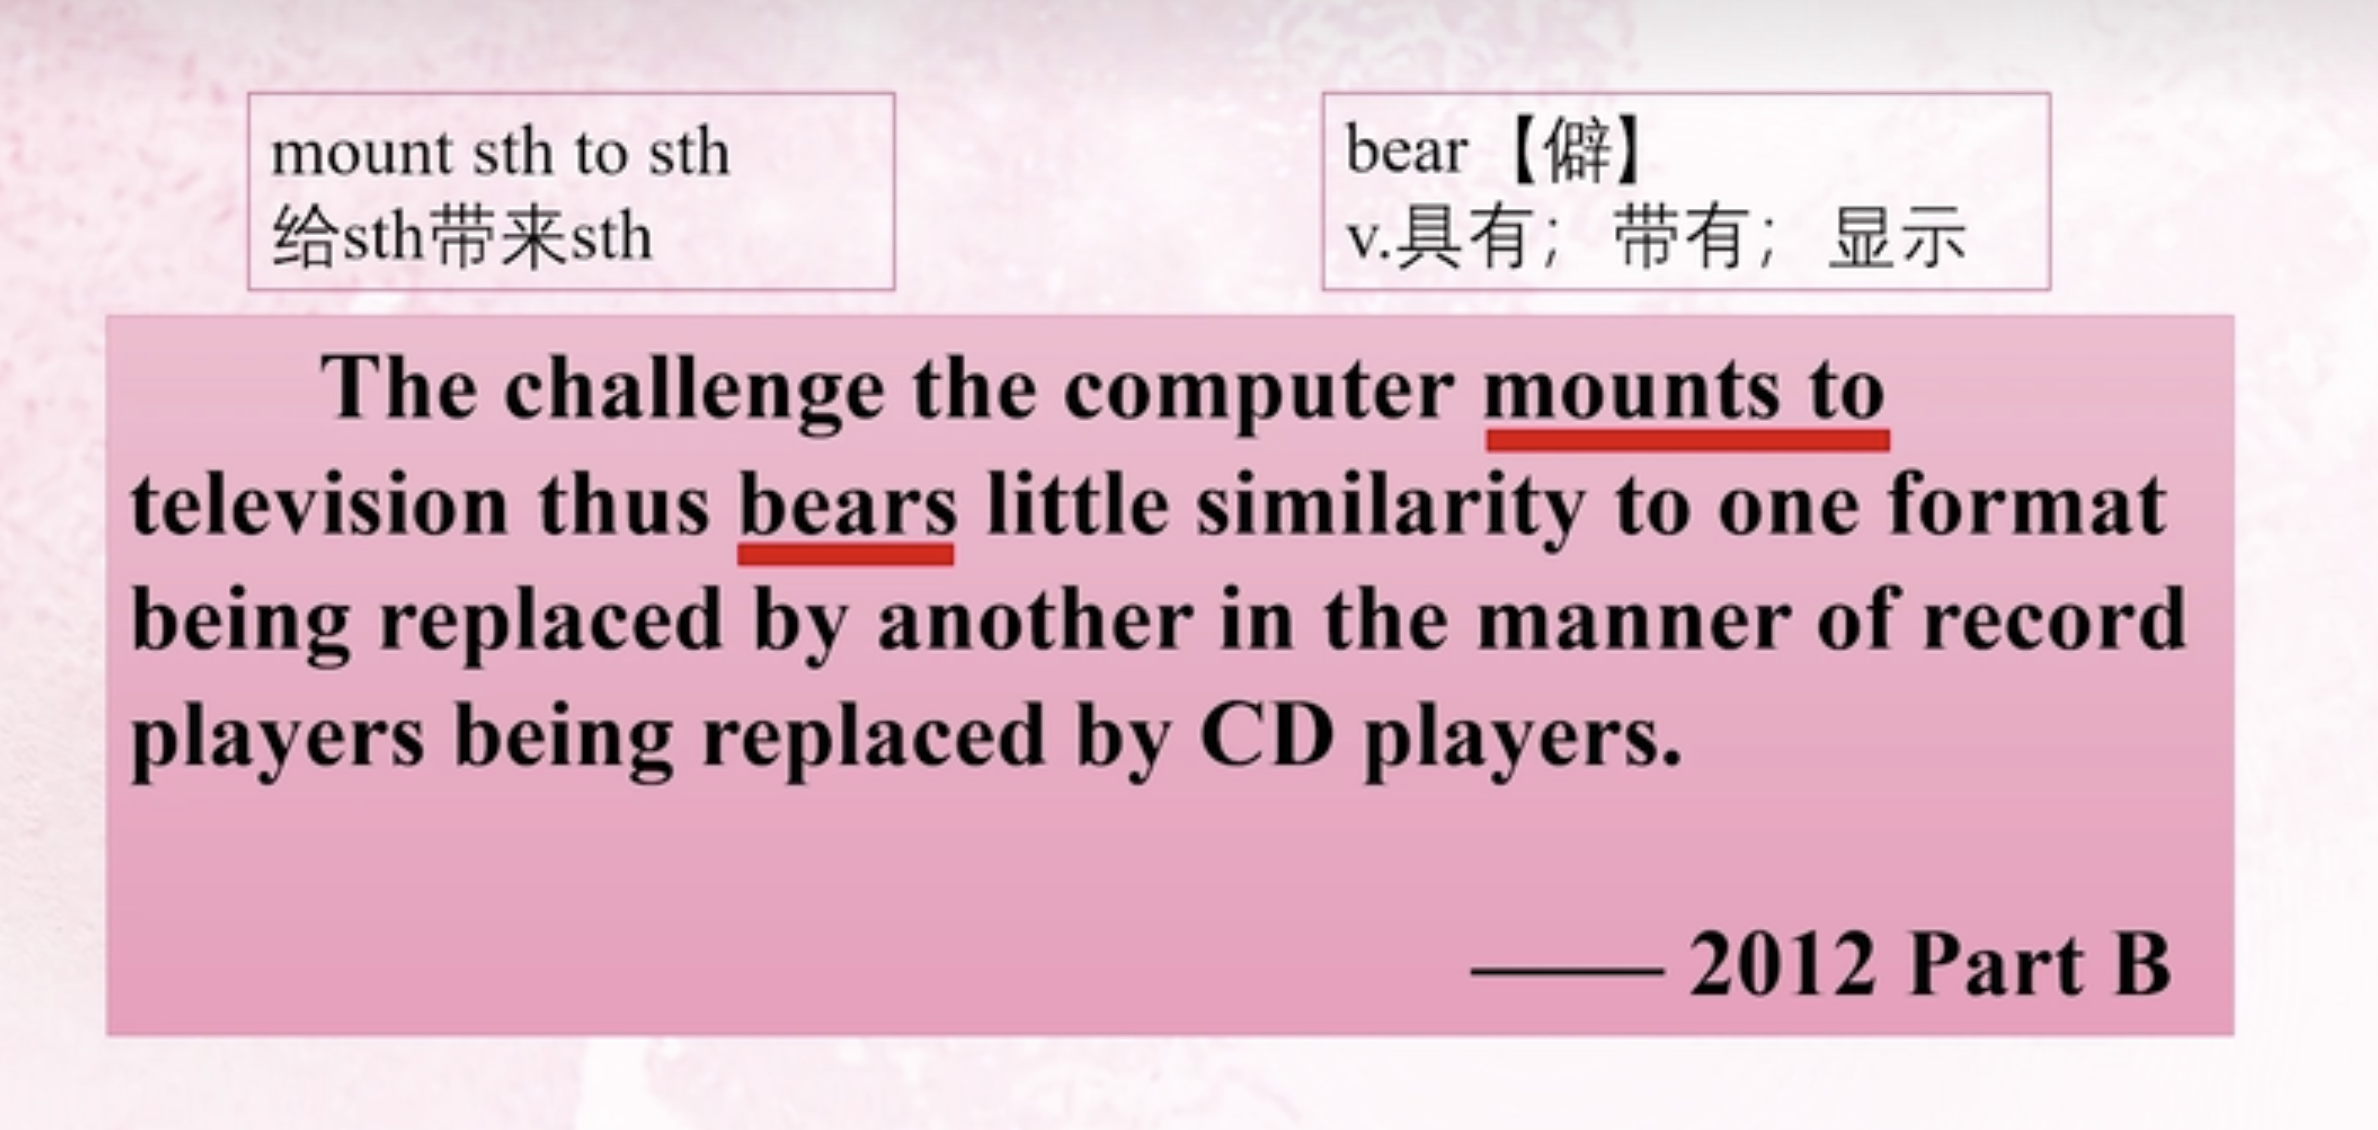 mount sth to sth
给sth带来sth
bear【僻】
v.具有；带有；显示
The challenge the computer mounts to
television thus bears little similarity to one format
being replaced by another in the manner of record
players being replaced by CD players.
—— 2012 Part B